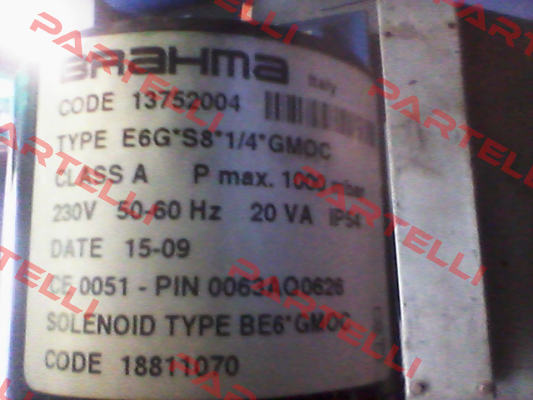 BRAHMA
Italy
CODE 13752004
TYPE E6G*S8*1/4*GMOC
CLASS A P max. 1000 mbar
230V 50-60 Hz 20 VA IP54
DATE 15-09
CE 0051 - PIN 0063AQ0626
SOLENOID TYPE BE6*GMOC
CODE 18811070
PARTELLI
PARTELLI
PARTELLI
PARTELLI
PARTELLI